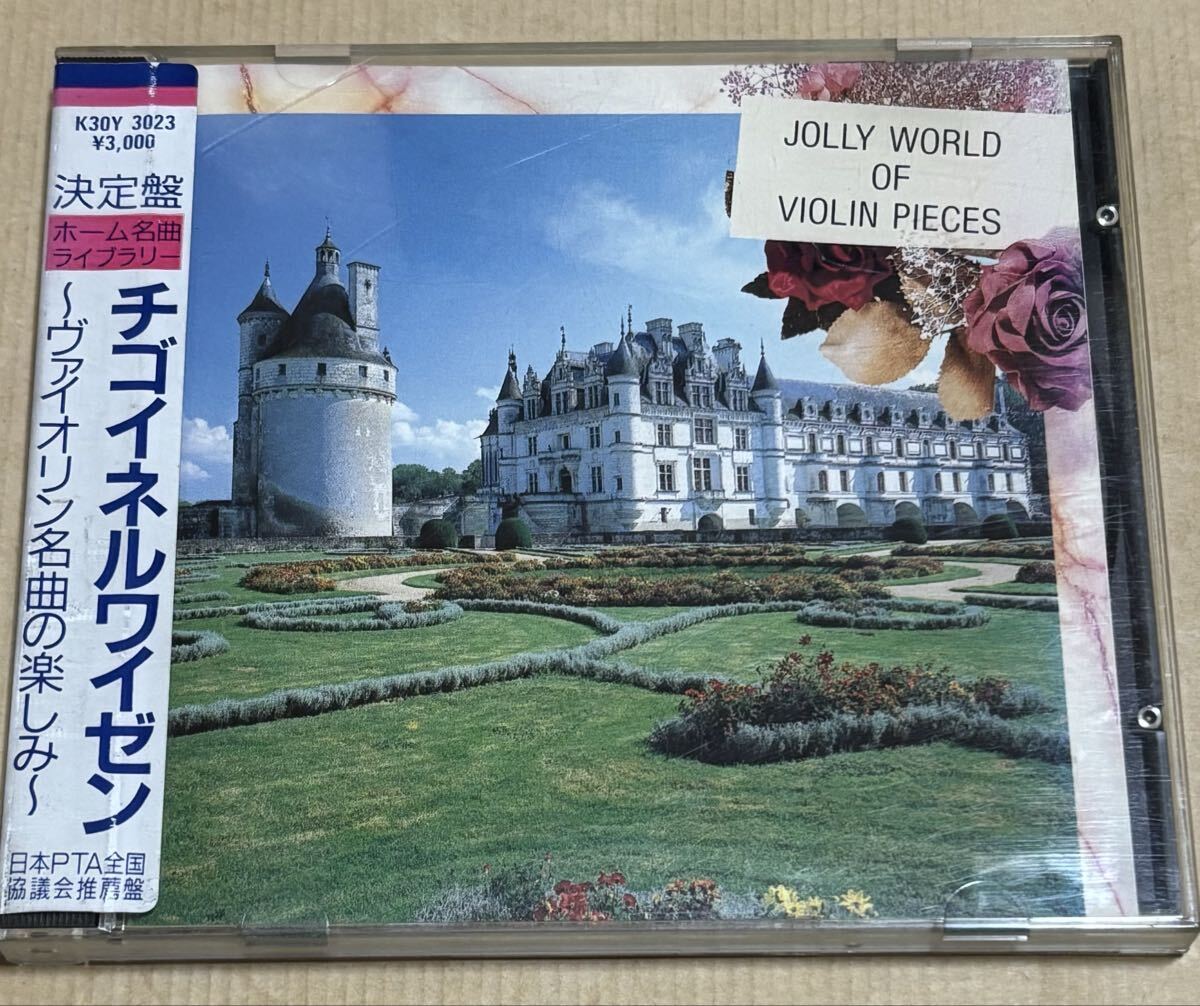 K30Y 3023
¥3,000
決定盤
ホーム名曲
ライブラリー
チゴイネルワイゼン
～ヴァイオリン名曲の楽しみ～
日本PTA全国
協議会推薦盤
JOLLY WORLD
OF
VIOLIN PIECES